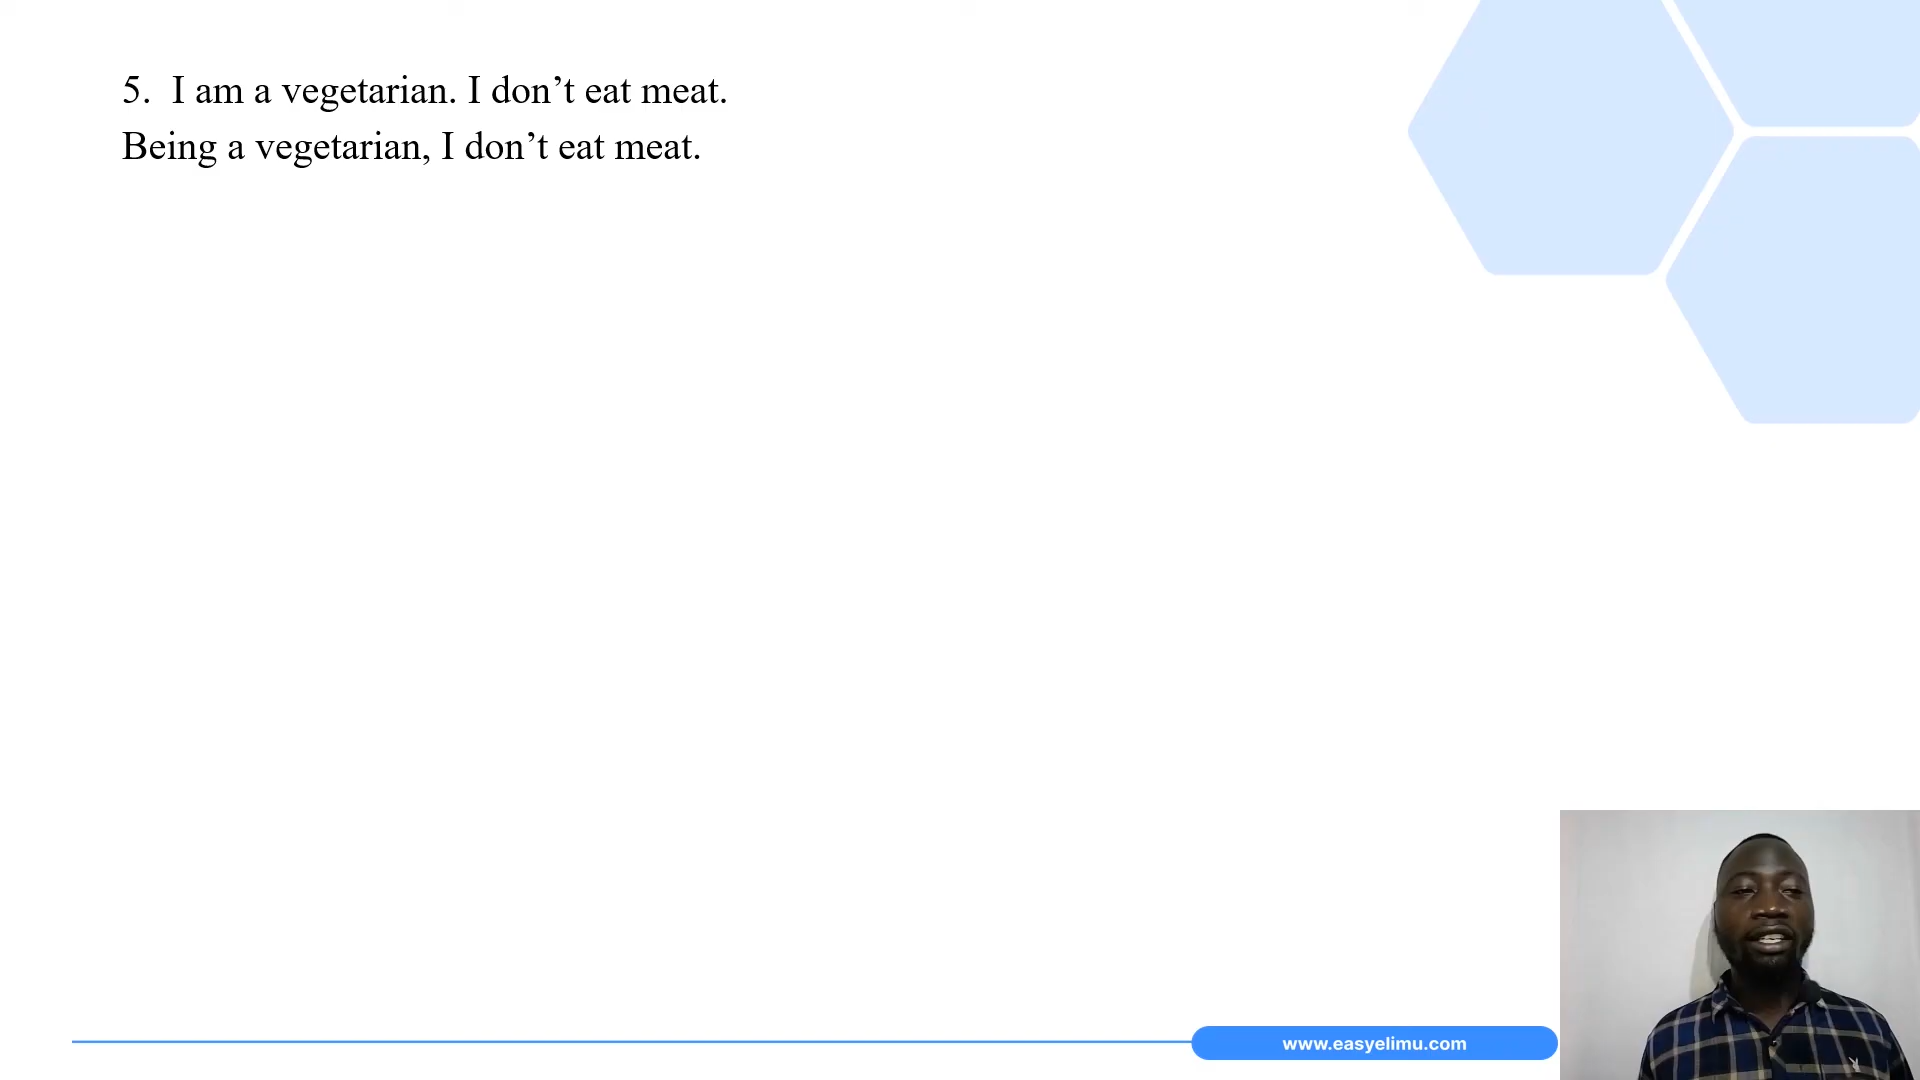 5. I am a vegetarian. I don’t eat meat.
Being a vegetarian, I don’t eat meat.
www.easyelimu.com